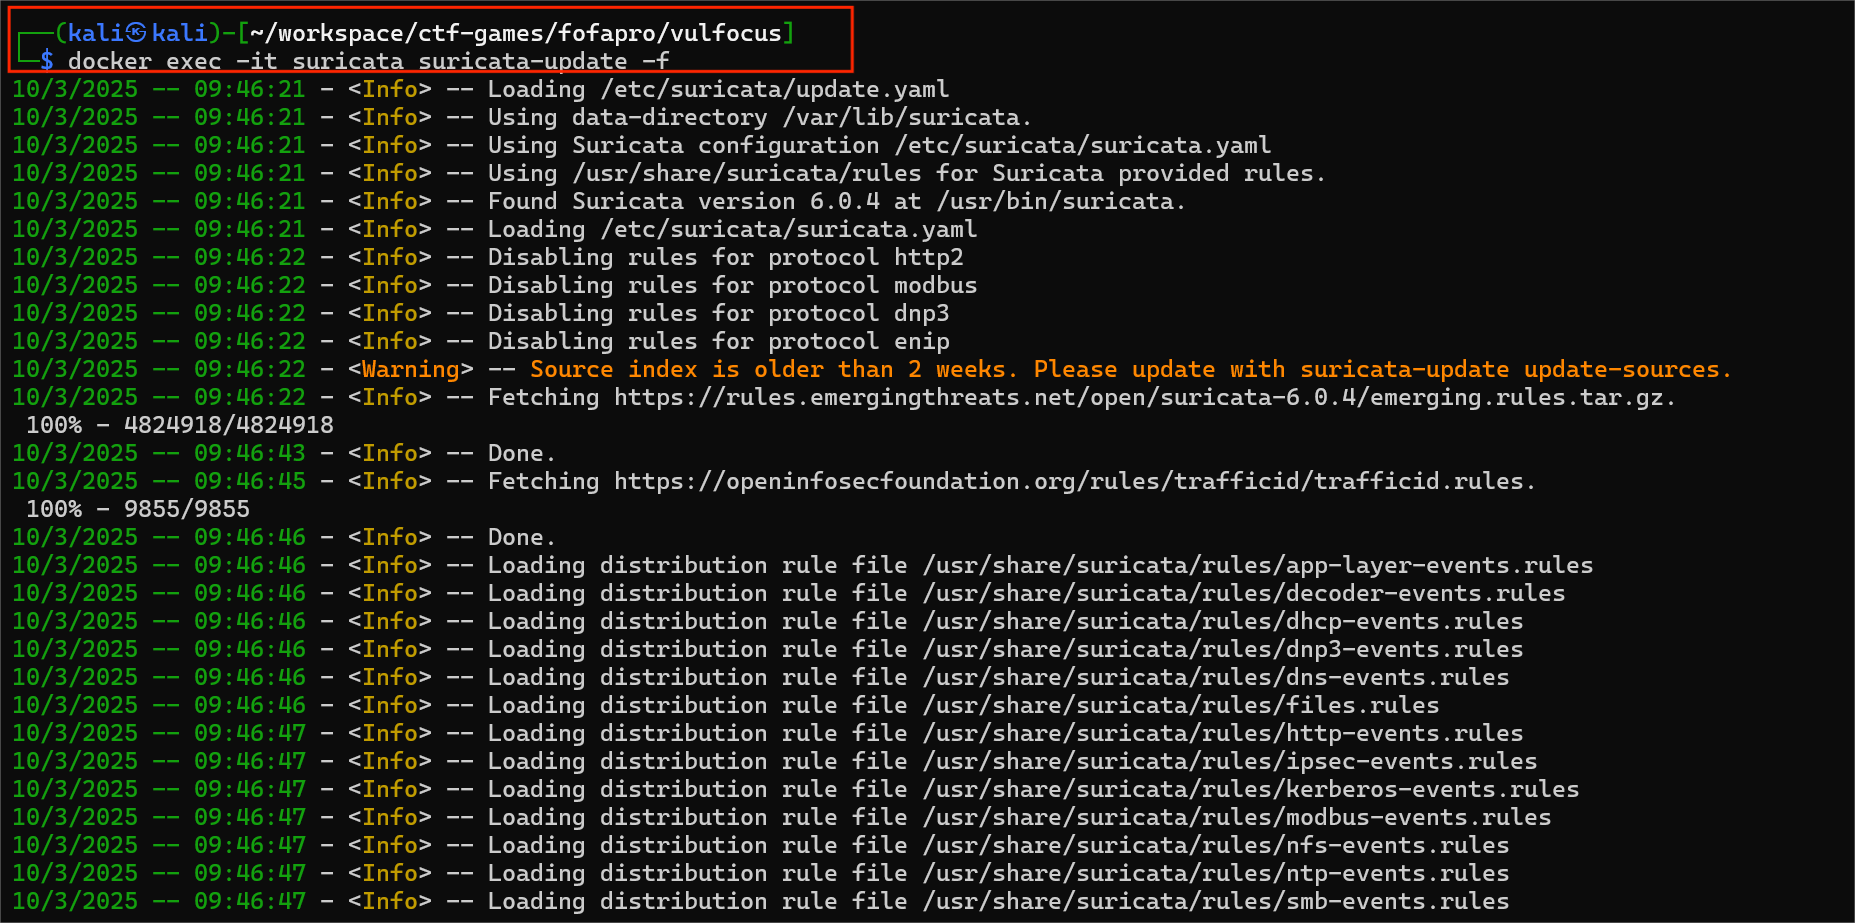 ┌──(kali㉿kali)-[~/workspace/ctf-games/fofapro/vulfocus]
└─$ docker exec -it suricata suricata-update -f
10/3/2025 -- 09:46:21 - <Info> -- Loading /etc/suricata/update.yaml
10/3/2025 -- 09:46:21 - <Info> -- Using data-directory /var/lib/suricata.
10/3/2025 -- 09:46:21 - <Info> -- Using Suricata configuration /etc/suricata/suricata.yaml
10/3/2025 -- 09:46:21 - <Info> -- Using /usr/share/suricata/rules for Suricata provided rules.
10/3/2025 -- 09:46:21 - <Info> -- Found Suricata version 6.0.4 at /usr/bin/suricata.
10/3/2025 -- 09:46:21 - <Info> -- Loading /etc/suricata/suricata.yaml
10/3/2025 -- 09:46:22 - <Info> -- Disabling rules for protocol http2
10/3/2025 -- 09:46:22 - <Info> -- Disabling rules for protocol modbus
10/3/2025 -- 09:46:22 - <Info> -- Disabling rules for protocol dnp3
10/3/2025 -- 09:46:22 - <Info> -- Disabling rules for protocol enip
10/3/2025 -- 09:46:22 - <Warning> -- Source index is older than 2 weeks. Please update with suricata-update update-sources.
10/3/2025 -- 09:46:22 - <Info> -- Fetching https://rules.emergingthreats.net/open/suricata-6.0.4/emerging.rules.tar.gz.
100% - 4824918/4824918
10/3/2025 -- 09:46:43 - <Info> -- Done.
10/3/2025 -- 09:46:45 - <Info> -- Fetching https://openinfosecfoundation.org/rules/trafficid/trafficid.rules.
100% - 9855/9855
10/3/2025 -- 09:46:46 - <Info> -- Done.
10/3/2025 -- 09:46:46 - <Info> -- Loading distribution rule file /usr/share/suricata/rules/app-layer-events.rules
10/3/2025 -- 09:46:46 - <Info> -- Loading distribution rule file /usr/share/suricata/rules/decoder-events.rules
10/3/2025 -- 09:46:46 - <Info> -- Loading distribution rule file /usr/share/suricata/rules/dhcp-events.rules
10/3/2025 -- 09:46:46 - <Info> -- Loading distribution rule file /usr/share/suricata/rules/dnp3-events.rules
10/3/2025 -- 09:46:46 - <Info> -- Loading distribution rule file /usr/share/suricata/rules/dns-events.rules
10/3/2025 -- 09:46:46 - <Info> -- Loading distribution rule file /usr/share/suricata/rules/files.rules
10/3/2025 -- 09:46:47 - <Info> -- Loading distribution rule file /usr/share/suricata/rules/http-events.rules
10/3/2025 -- 09:46:47 - <Info> -- Loading distribution rule file /usr/share/suricata/rules/ipsec-events.rules
10/3/2025 -- 09:46:47 - <Info> -- Loading distribution rule file /usr/share/suricata/rules/kerberos-events.rules
10/3/2025 -- 09:46:47 - <Info> -- Loading distribution rule file /usr/share/suricata/rules/modbus-events.rules
10/3/2025 -- 09:46:47 - <Info> -- Loading distribution rule file /usr/share/suricata/rules/nfs-events.rules
10/3/2025 -- 09:46:47 - <Info> -- Loading distribution rule file /usr/share/suricata/rules/ntp-events.rules
10/3/2025 -- 09:46:47 - <Info> -- Loading distribution rule file /usr/share/suricata/rules/smb-events.rules